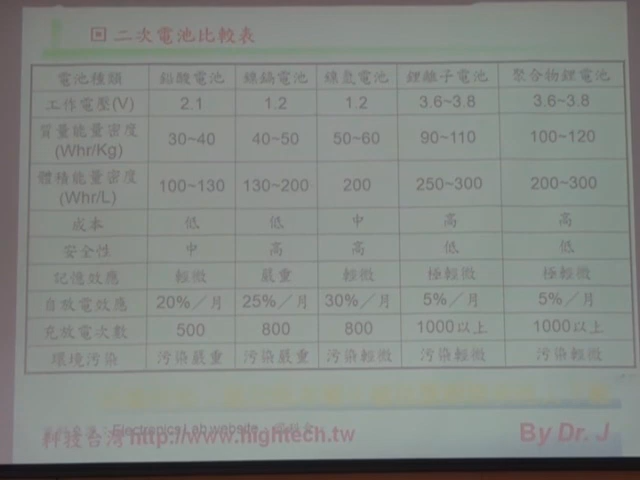 二次電池比較表
電池種類 鉛酸電池 鎳鎘電池 鎳氫電池 鋰離子電池 聚合物鋰電池
工作電壓(V) 2.1 1.2 1.2 3.6~3.8 3.6~3.8
質量能量密度 (Whr/Kg) 30~40 40~50 50~60 90~110 100~120
體積能量密度 (Whr/L) 100~130 130~200 200 250~300 200~300
成本 低 低 中 高 高
安全性 中 高 高 低 低
記憶效應 輕微 嚴重 輕微 極輕微 極輕微
自放電效應 20%／月 25%／月 30%／月 5%／月 5%／月
充放電次數 500 800 800 1000以上 1000以上
環境污染 污染嚴重 污染嚴重 污染輕微 污染輕微 污染輕微
Electronics Lab website
科技台灣 http://www.hightech.tw By Dr. J